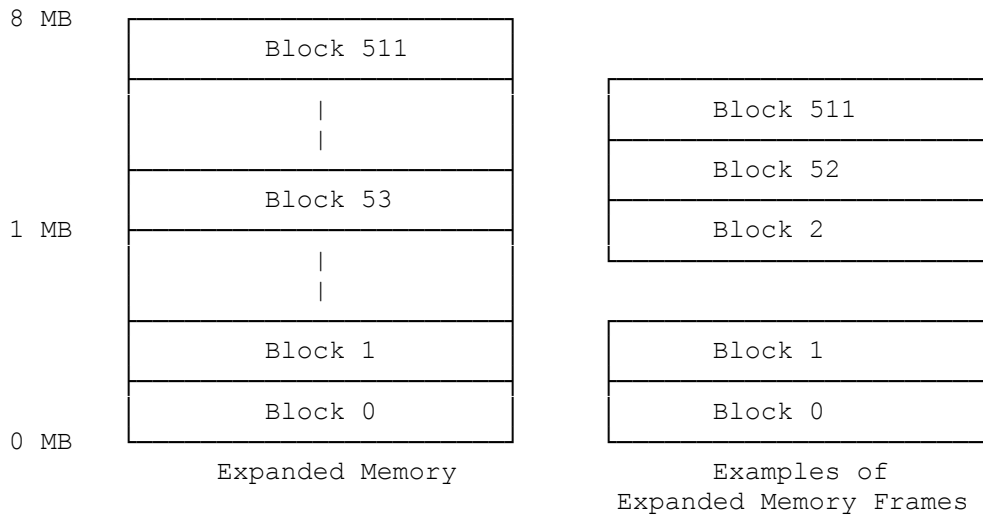 8 MB
Block 511
|
|
Block 53
1 MB
|
|
Block 1
Block 0
0 MB
Expanded Memory
Block 511
Block 52
Block 2
Block 1
Block 0
Examples of
Expanded Memory Frames